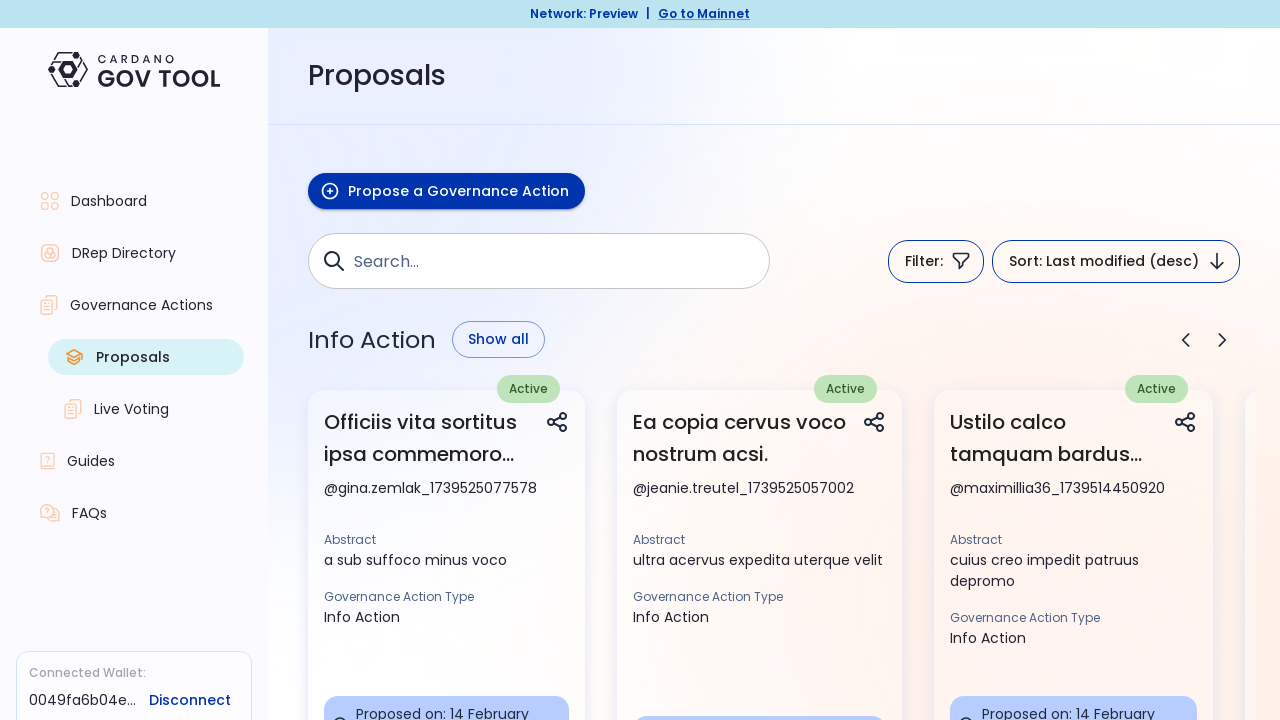 Network: Preview | Go to Mainnet
CARDANO
GOV TOOL
Proposals
Dashboard
DRep Directory
Governance Actions
Proposals
Live Voting
Guides
FAQs
Connected Wallet:
0049fa6b04e... Disconnect
Propose a Governance Action
Search...
Filter:
Sort: Last modified (desc)
Info Action
Show all
Active
Officiis vita sortitus
ipsa commemoro...
@gina.zemlak_1739525077578
Abstract
a sub suffoco minus voco
Governance Action Type
Info Action
Proposed on: 14 February
Active
Ea copia cervus voco
nostrum acsi.
@jeanie.treutel_1739525057002
Abstract
ultra acervus expedita uterque velit
Governance Action Type
Info Action
Active
Ustilo calco
tamquam bardus...
@maximillia36_1739514450920
Abstract
cuius creo impedit patruus
depromo
Governance Action Type
Info Action
Proposed on: 14 February